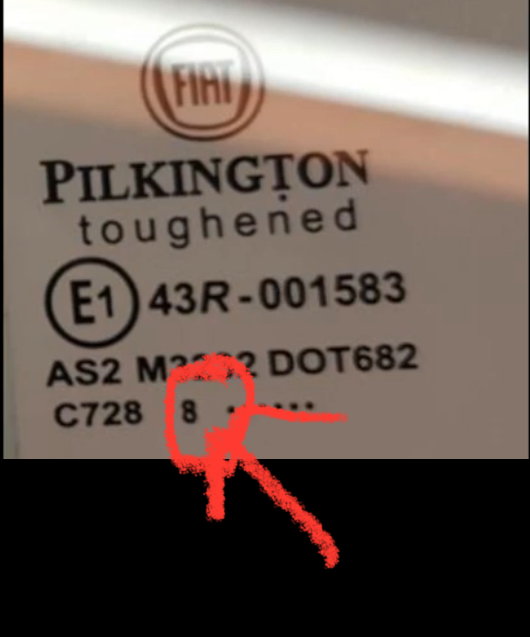 FIAT
PILKINGTON
toughened
E1 43R-001583
AS2 DOT682
C728 8 ......